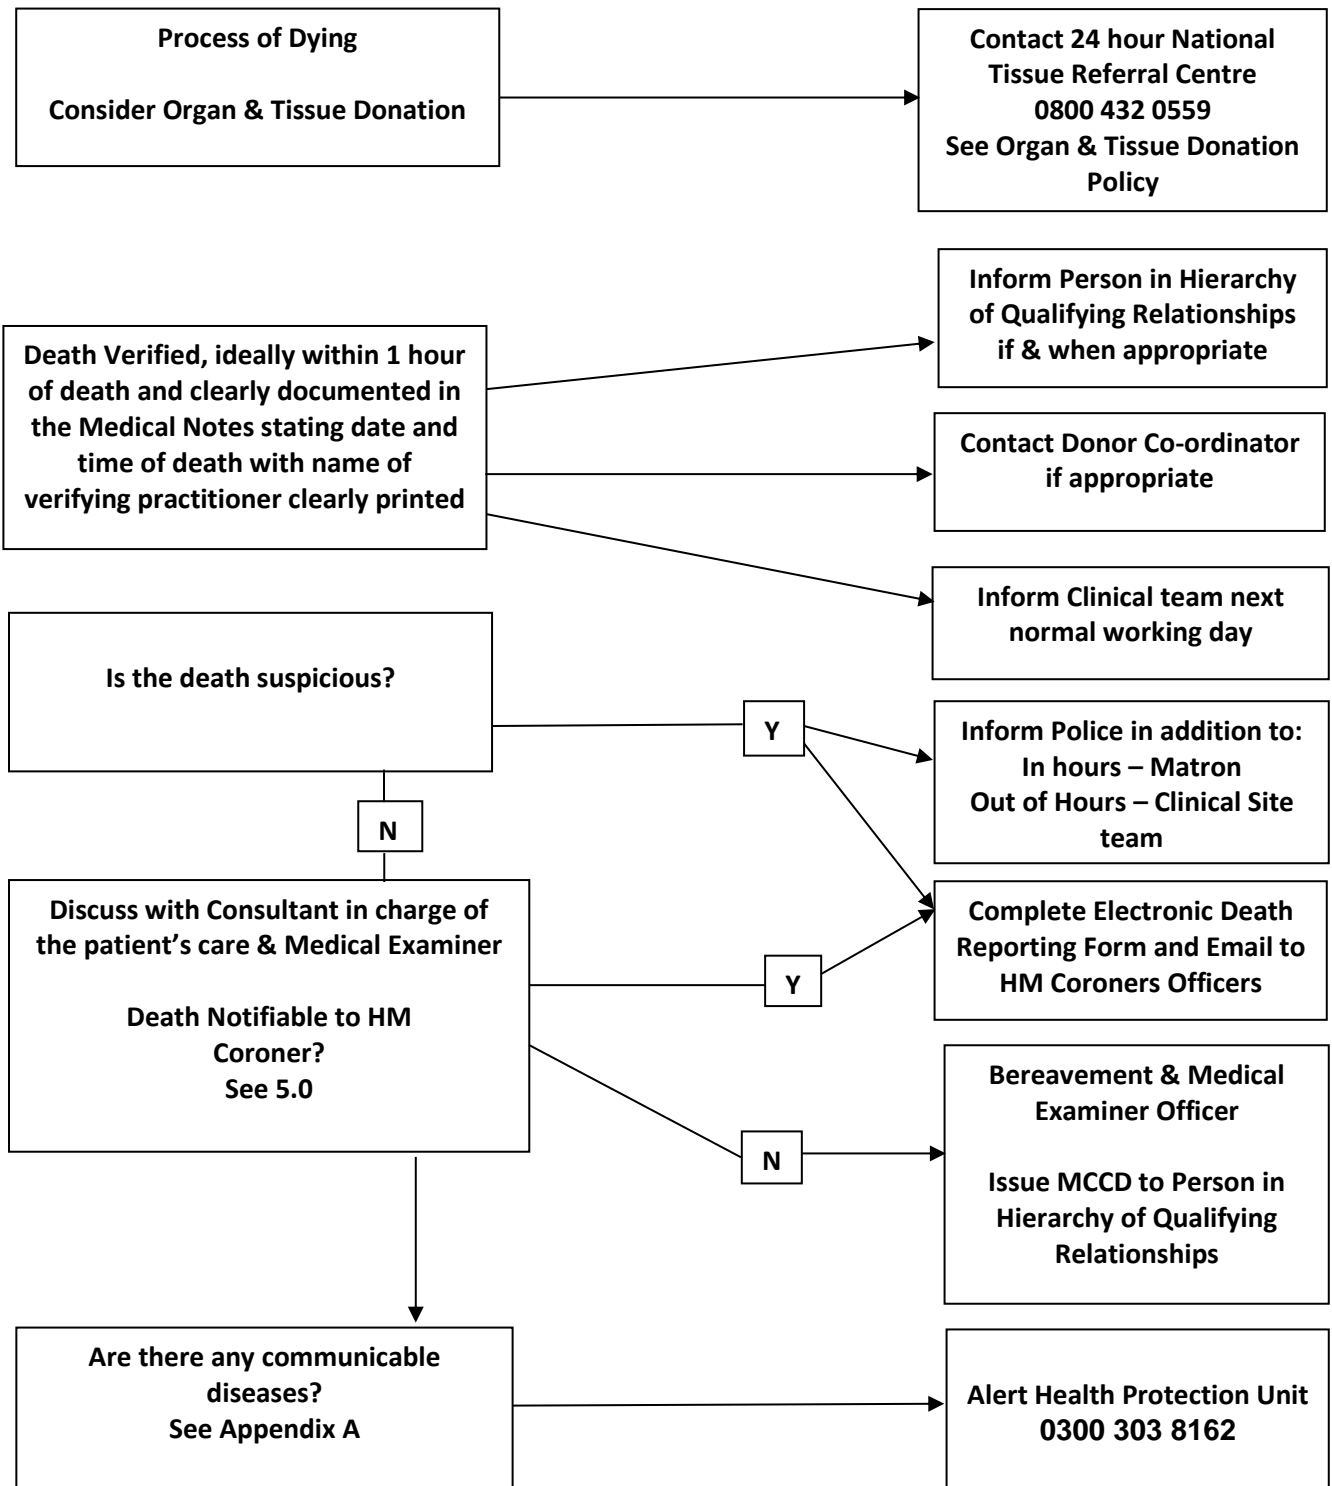 Process of Dying
Consider Organ & Tissue Donation
Contact 24 hour National
Tissue Referral Centre
0800 432 0559
See Organ & Tissue Donation
Policy
Death Verified, ideally within 1 hour
of death and clearly documented in
the Medical Notes stating date and
time of death with name of
verifying practitioner clearly printed
Inform Person in Hierarchy
of Qualifying Relationships
if & when appropriate
Contact Donor Co-ordinator
if appropriate
Inform Clinical team next
normal working day
Is the death suspicious?
Y
Inform Police in addition to:
In hours – Matron
Out of Hours – Clinical Site
team
N
Discuss with Consultant in charge of
the patient’s care & Medical Examiner
Death Notifiable to HM
Coroner?
See 5.0
Y
Complete Electronic Death
Reporting Form and Email to
HM Coroners Officers
N
Bereavement & Medical
Examiner Officer
Issue MCCD to Person in
Hierarchy of Qualifying
Relationships
Are there any communicable
diseases?
See Appendix A
Alert Health Protection Unit
0300 303 8162